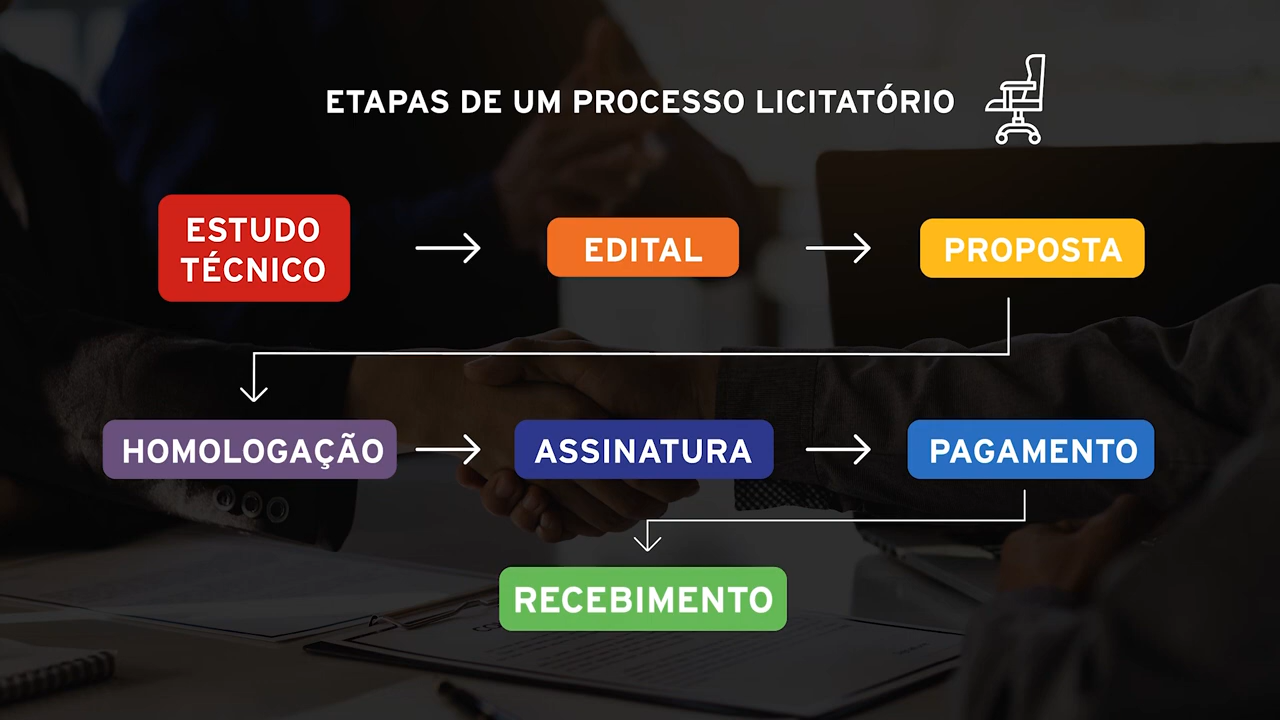 ETAPAS DE UM PROCESSO LICITATÓRIO
ESTUDO
TÉCNICO
EDITAL
PROPOSTA
HOMOLOGAÇÃO
ASSINATURA
PAGAMENTO
RECEBIMENTO